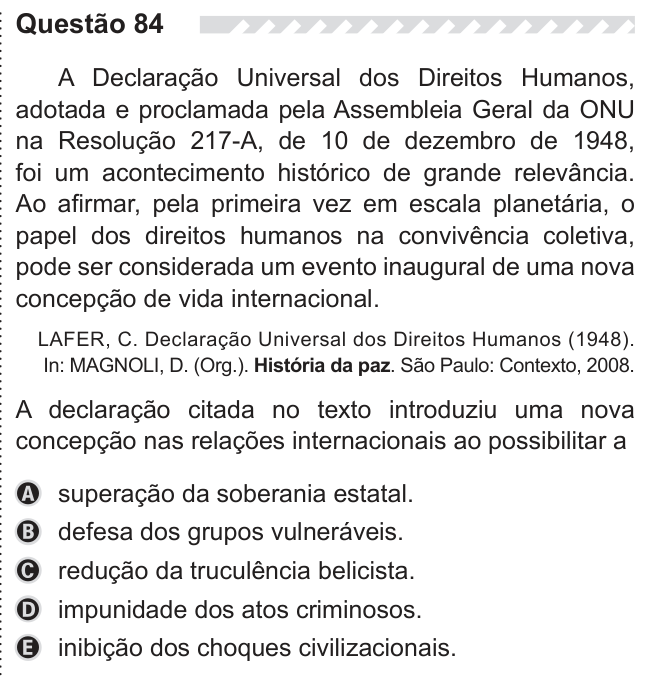 Questão 84
A Declaração Universal dos Direitos Humanos,
adotada e proclamada pela Assembleia Geral da ONU
na Resolução 217-A, de 10 de dezembro de 1948,
foi um acontecimento histórico de grande relevância.
Ao afirmar, pela primeira vez em escala planetária, o
papel dos direitos humanos na convivência coletiva,
pode ser considerada um evento inaugural de uma nova
concepção de vida internacional.
LAFER, C. Declaração Universal dos Direitos Humanos (1948).
In: MAGNOLI, D. (Org.). História da paz. São Paulo: Contexto, 2008.
A declaração citada no texto introduziu uma nova
concepção nas relações internacionais ao possibilitar a
A superação da soberania estatal.
B defesa dos grupos vulneráveis.
C redução da truculência belicista.
D impunidade dos atos criminosos.
E inibição dos choques civilizacionais.